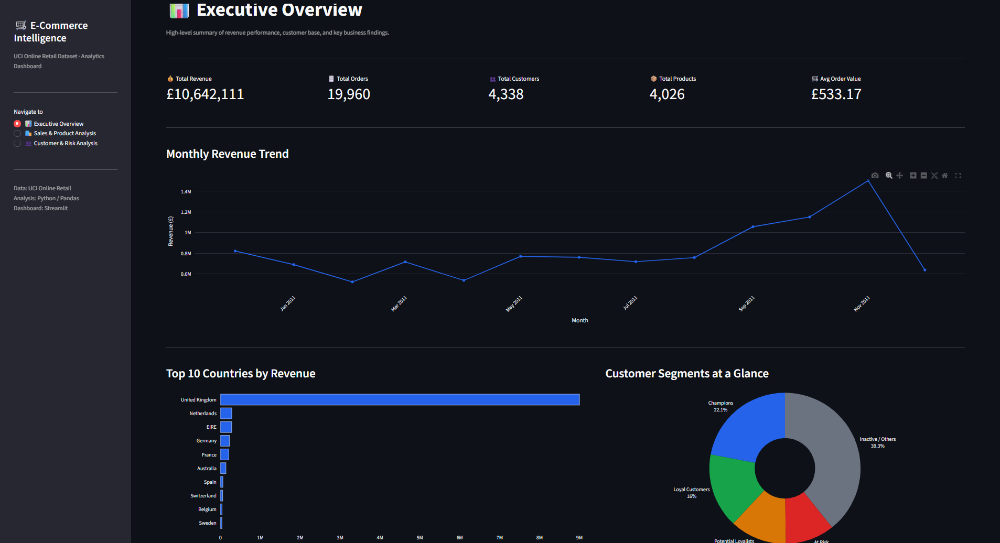 🛒 E-Commerce
Intelligence
UCI Online Retail Dataset · Analytics
Dashboard
Navigate to
📊 Executive Overview
🛍️ Sales & Product Analysis
👥 Customer & Risk Analysis
Data: UCI Online Retail
Analysis: Python / Pandas
Dashboard: Streamlit
📊 Executive Overview
High-level summary of revenue performance, customer base, and key business findings.
💰 Total Revenue
£10,642,111
🧾 Total Orders
19,960
👥 Total Customers
4,338
📦 Total Products
4,026
🛒 Avg Order Value
£533.17
Monthly Revenue Trend
Revenue (£)
1.4M
1.2M
1M
0.8M
0.6M
Jan 2011
Mar 2011
May 2011
Jul 2011
Sep 2011
Nov 2011
Month
Top 10 Countries by Revenue
United Kingdom
Netherlands
EIRE
Germany
France
Australia
Spain
Switzerland
Belgium
Sweden
0 1M 2M 3M 4M 5M 6M 7M 8M 9M
Customer Segments at a Glance
Champions
22.1%
Inactive / Others
39.3%
Loyal Customers
16%
Potential Loyalists
At Risk